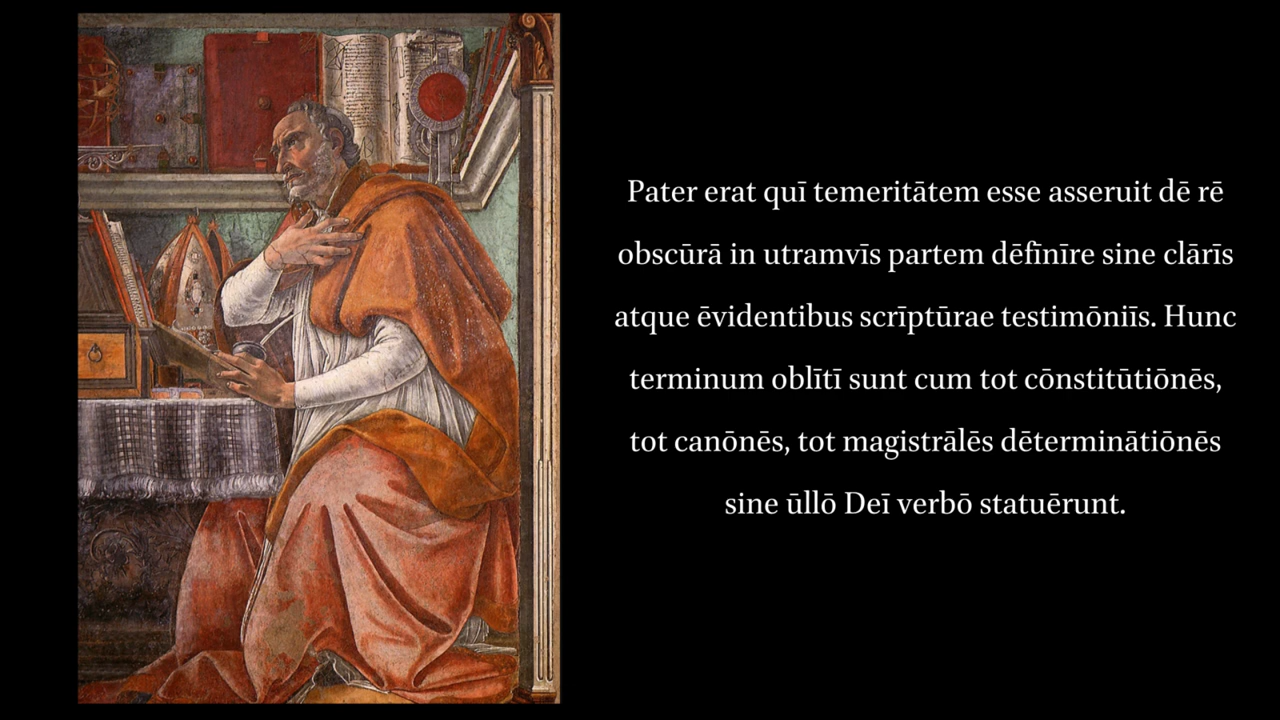 Pater erat quī temeritātem esse asseruit dē rē
obscūrā in utramvīs partem dēfīnīre sine clārīs
atque ēvidentibus scrīptūrae testimōniīs. Hunc
terminum oblītī sunt cum tot cōnstitūtiōnēs,
tot canōnēs, tot magistrālēs dēterminātiōnēs
sine ūllō Deī verbō statuērunt.